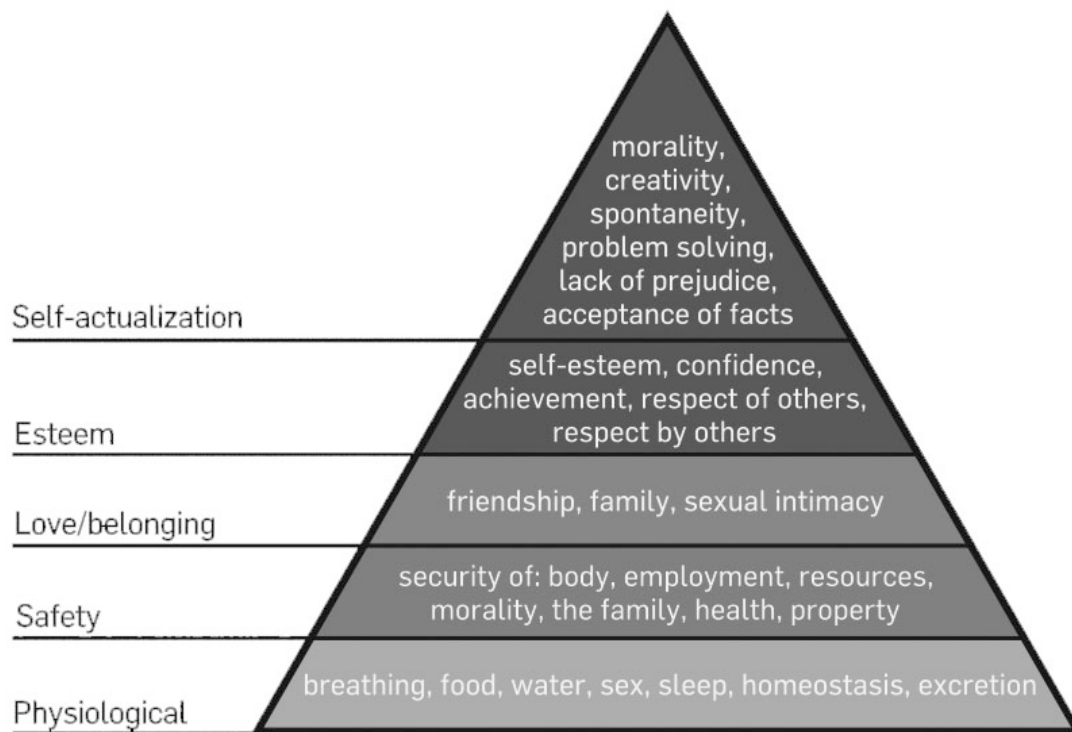 morality,
creativity,
spontaneity,
problem solving,
lack of prejudice,
acceptance of facts
Self-actualization
self-esteem, confidence,
achievement, respect of others,
respect by others
Esteem
friendship, family, sexual intimacy
Love/belonging
security of: body, employment, resources,
morality, the family, health, property
Safety
breathing, food, water, sex, sleep, homeostasis, excretion
Physiological